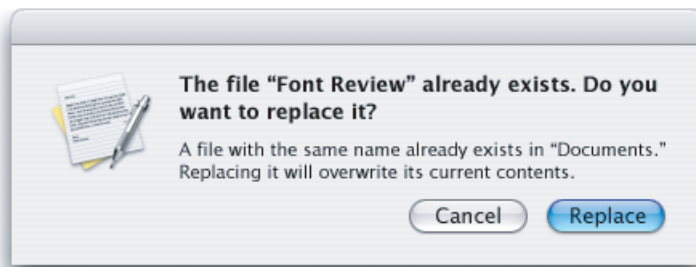 The file “Font Review” already exists. Do you
want to replace it?
A file with the same name already exists in “Documents.”
Replacing it will overwrite its current contents.
Cancel
Replace